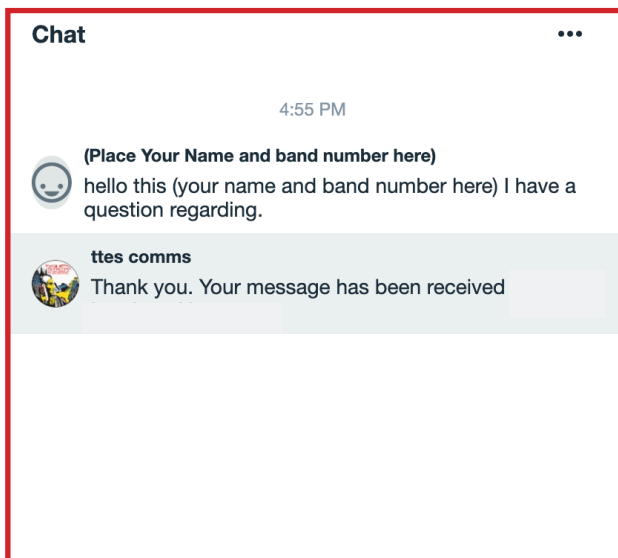 Chat
4:55 PM
(Place Your Name and band number here)
hello this (your name and band number here) I have a
question regarding.
ttes comms
Thank you. Your message has been received